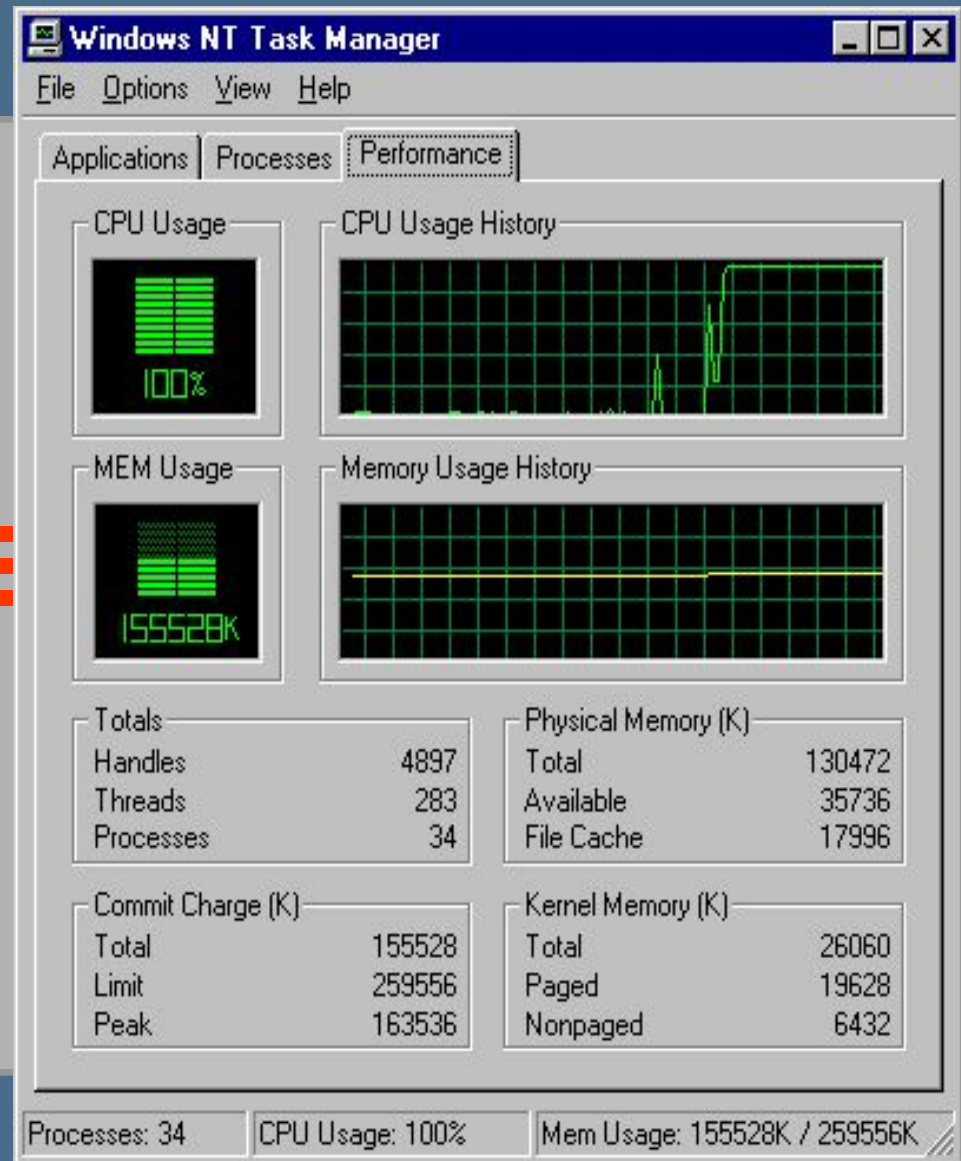 Windows NT Task Manager
File Options View Help
Applications Processes Performance
CPU Usage CPU Usage History
100%
MEM Usage Memory Usage History
155528K
Totals
Handles 4897
Threads 283
Processes 34
Physical Memory (K)
Total 130472
Available 35736
File Cache 17996
Commit Charge (K)
Total 155528
Limit 259556
Peak 163536
Kernel Memory (K)
Total 26060
Paged 19628
Nonpaged 6432
Processes: 34 CPU Usage: 100% Mem Usage: 155528K / 259556K